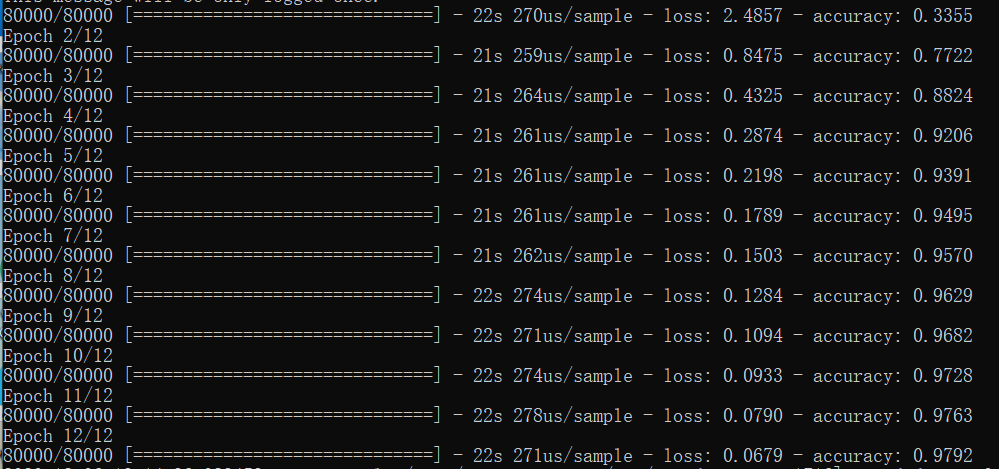 This message will be only logged once.
80000/80000 [==============================] - 22s 270us/sample - loss: 2.4857 - accuracy: 0.3355
Epoch 2/12
80000/80000 [==============================] - 21s 259us/sample - loss: 0.8475 - accuracy: 0.7722
Epoch 3/12
80000/80000 [==============================] - 21s 264us/sample - loss: 0.4325 - accuracy: 0.8824
Epoch 4/12
80000/80000 [==============================] - 21s 261us/sample - loss: 0.2874 - accuracy: 0.9206
Epoch 5/12
80000/80000 [==============================] - 21s 261us/sample - loss: 0.2198 - accuracy: 0.9391
Epoch 6/12
80000/80000 [==============================] - 21s 261us/sample - loss: 0.1789 - accuracy: 0.9495
Epoch 7/12
80000/80000 [==============================] - 21s 262us/sample - loss: 0.1503 - accuracy: 0.9570
Epoch 8/12
80000/80000 [==============================] - 22s 274us/sample - loss: 0.1284 - accuracy: 0.9629
Epoch 9/12
80000/80000 [==============================] - 22s 271us/sample - loss: 0.1094 - accuracy: 0.9682
Epoch 10/12
80000/80000 [==============================] - 22s 274us/sample - loss: 0.0933 - accuracy: 0.9728
Epoch 11/12
80000/80000 [==============================] - 22s 278us/sample - loss: 0.0790 - accuracy: 0.9763
Epoch 12/12
80000/80000 [==============================] - 22s 271us/sample - loss: 0.0679 - accuracy: 0.9792